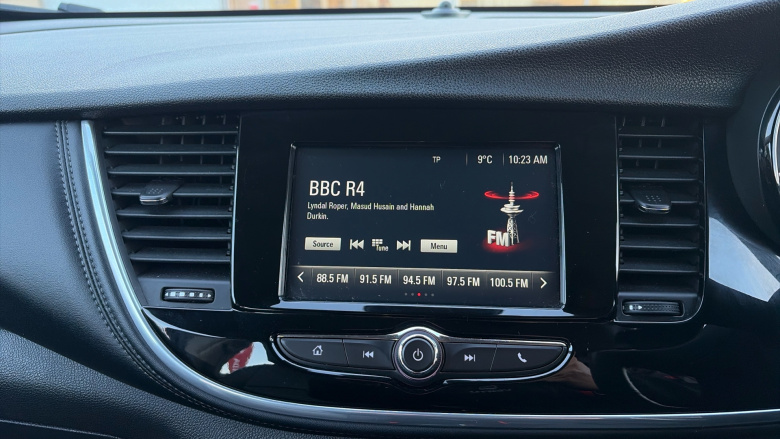 TP 9°C 10:23 AM
BBC R4
Lyndal Roper, Masud Husain and Hannah
Durkin.
FM
Source Tune Menu
88.5 FM 91.5 FM 94.5 FM 97.5 FM 100.5 FM